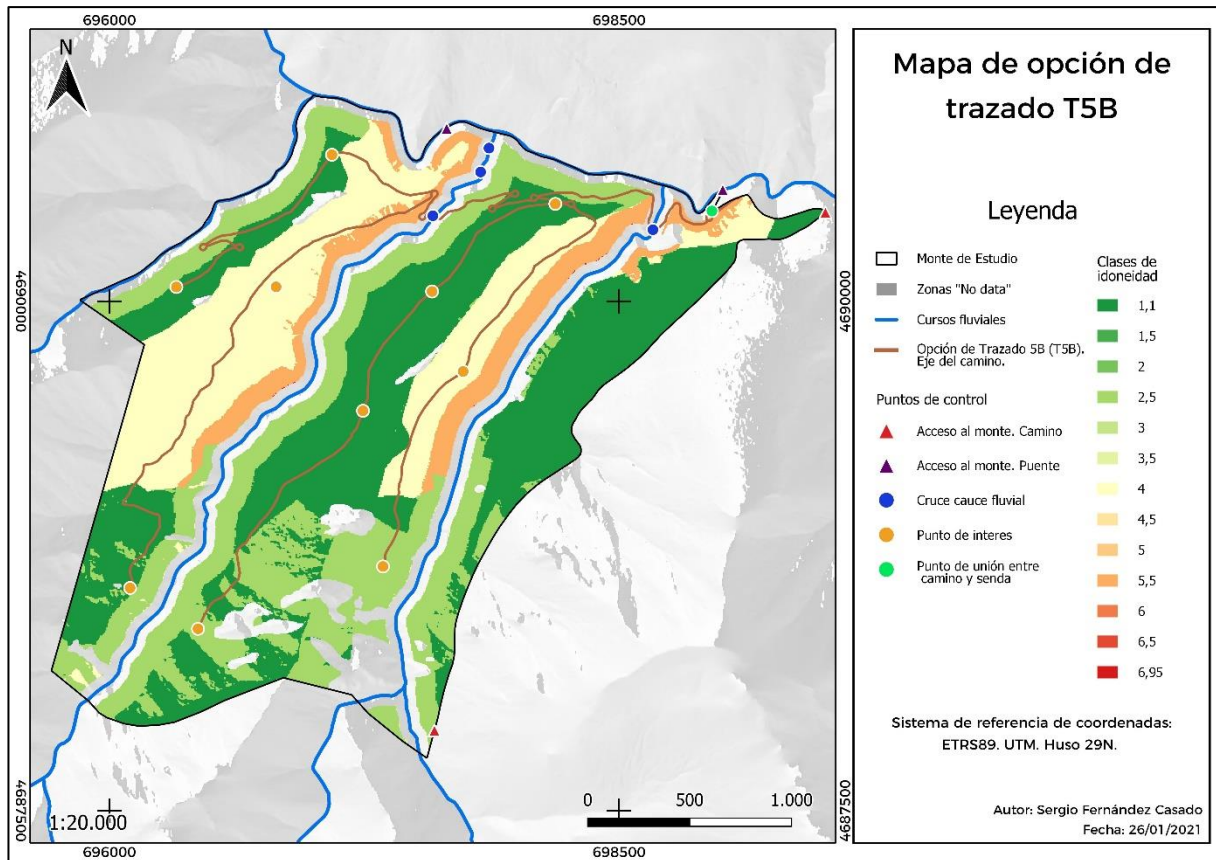 696000
698500
N
4690000
4690000
4687500
4687500
1:20.000
0
500
1.000
696000
698500
Mapa de opción de
trazado T5B
Leyenda
Monte de Estudio
Zonas "No data"
Cursos fluviales
Opción de Trazado 5B (T5B).
Eje del camino.
Puntos de control
Acceso al monte. Camino
Acceso al monte. Puente
Cruce cauce fluvial
Punto de interes
Punto de unión entre
camino y senda
Clases de
idoneidad
1,1
1,5
2
2,5
3
3,5
4
4,5
5
5,5
6
6,5
6,95
Sistema de referencia de coordenadas:
ETRS89. UTM. Huso 29N.
Autor: Sergio Fernández Casado
Fecha: 26/01/2021